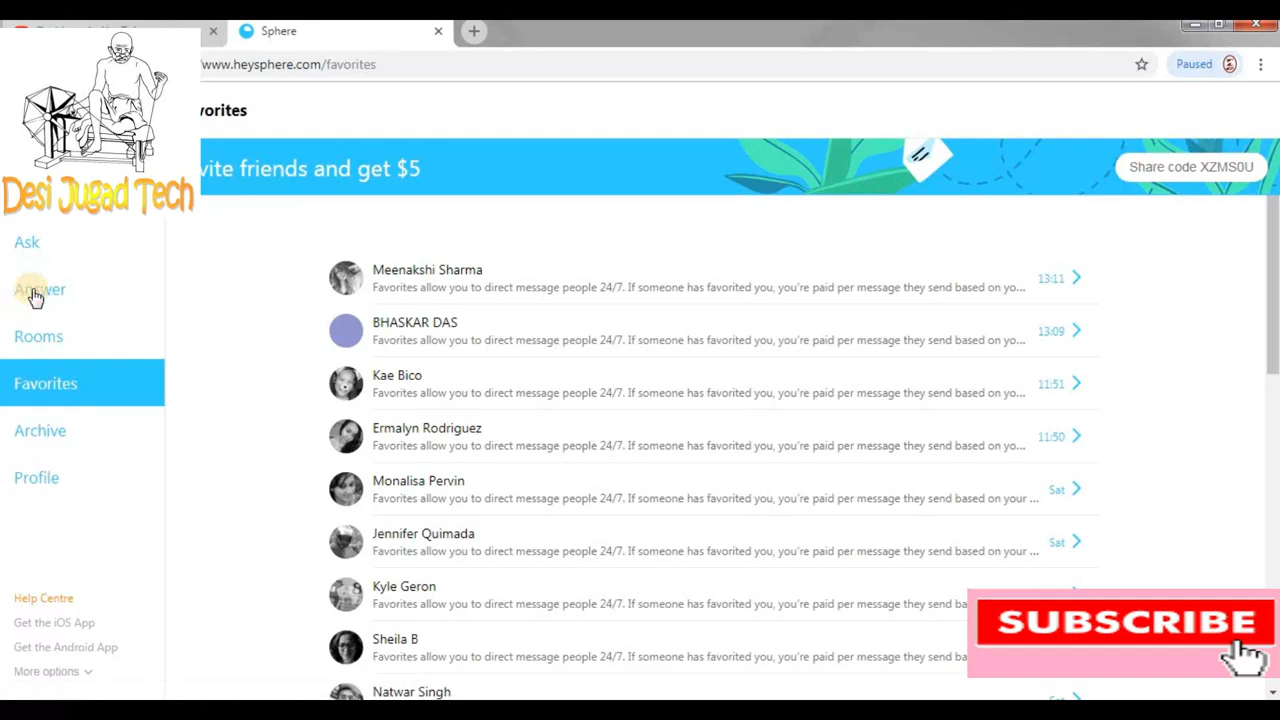 Sphere
www.heysphere.com/favorites
Paused
vorites
vite friends and get $5
Share code XZMS0U
Desi Jugad Tech
Ask
Answer
Rooms
Favorites
Archive
Profile
Help Centre
Get the iOS App
Get the Android App
More options
Meenakshi Sharma
Favorites allow you to direct message people 24/7. If someone has favorited you, you're paid per message they send based on yo...
13:11
BHASKAR DAS
Favorites allow you to direct message people 24/7. If someone has favorited you, you're paid per message they send based on yo...
13:09
Kae Bico
Favorites allow you to direct message people 24/7. If someone has favorited you, you're paid per message they send based on yo...
11:51
Ermalyn Rodriguez
Favorites allow you to direct message people 24/7. If someone has favorited you, you're paid per message they send based on yo...
11:50
Monalisa Pervin
Favorites allow you to direct message people 24/7. If someone has favorited you, you're paid per message they send based on your ...
Sat
Jennifer Quimada
Favorites allow you to direct message people 24/7. If someone has favorited you, you're paid per message they send based on your ...
Sat
Kyle Geron
Favorites allow you to direct message people 24/7. If someone has favorited you, you're paid per message they send
Sheila B
Favorites allow you to direct message people 24/7. If someone has favorited you, you're paid per message they send
Natwar Singh
SUBSCRIBE